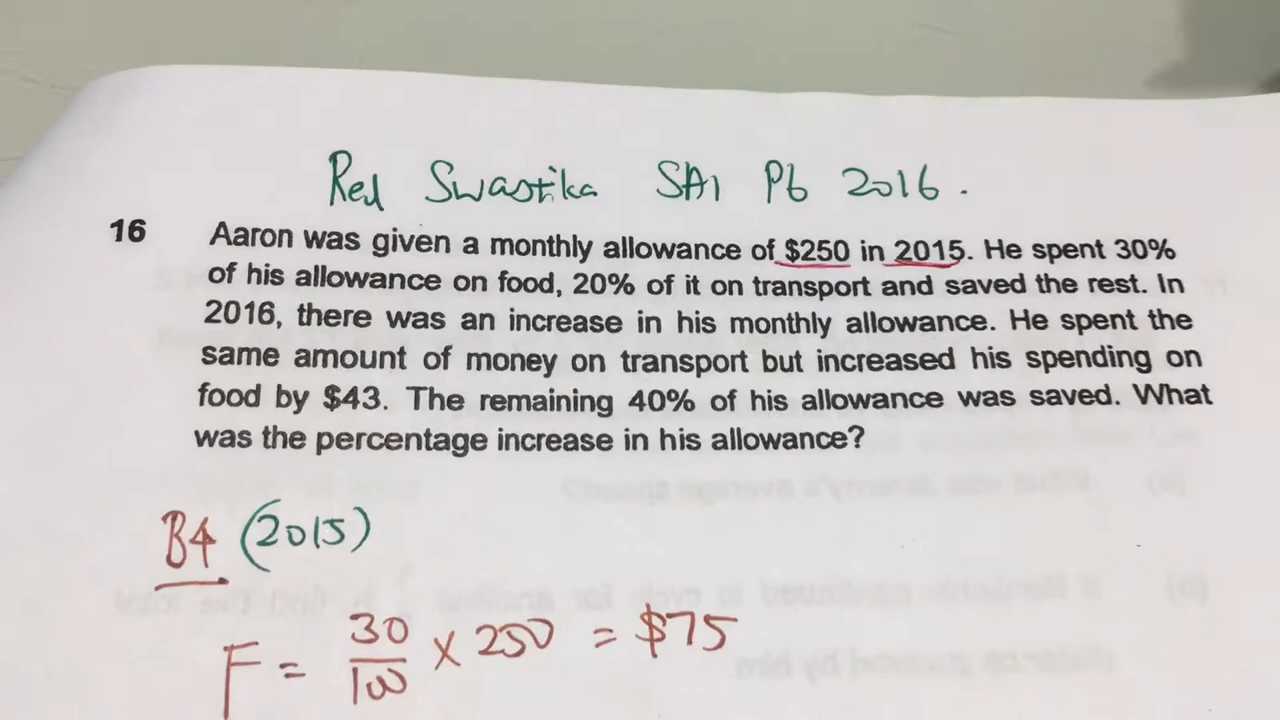 Red Swastika SA1 P6 2016.
16 Aaron was given a monthly allowance of $250 in 2015. He spent 30%
of his allowance on food, 20% of it on transport and saved the rest. In
2016, there was an increase in his monthly allowance. He spent the
same amount of money on transport but increased his spending on
food by $43. The remaining 40% of his allowance was saved. What
was the percentage increase in his allowance?
B4 (2015)
F = 30/100 × 250 = $75